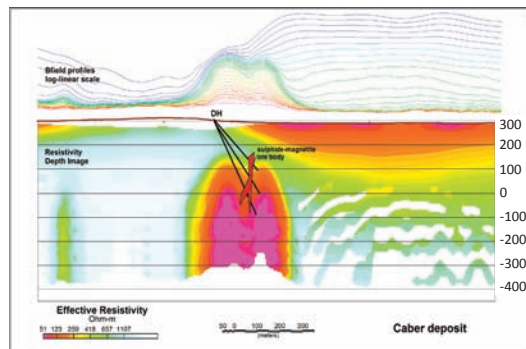 Bfield profiles
log-linear scale
DH
300
sulphide-magnetite
ore body
Resistivity
Depth Image
200
100
0
-100
-200
-300
-400
Effective Resistivity
Ohm-m
51 123 259 418 657 1107
50 0 100 200 300
(meters)
Caber deposit